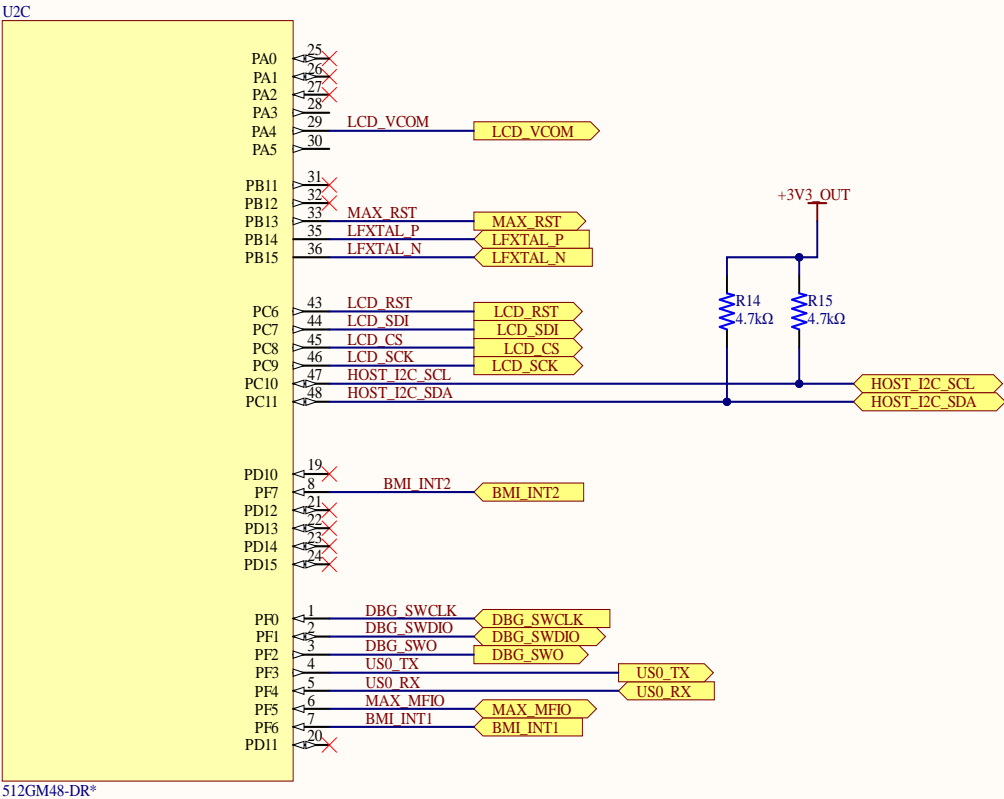 U2C
PA0 25
PA1 26
PA2 27
PA3 28
PA4 29 LCD_VCOM LCD_VCOM
PA5 30
PB11 31
PB12 32
+3V3_OUT
PB13 33 MAX_RST MAX_RST
PB14 35 LFXTAL_P LFXTAL_P
PB15 36 LFXTAL_N LFXTAL_N
R14 R15
4.7kΩ 4.7kΩ
PC6 43 LCD_RST LCD_RST
PC7 44 LCD_SDI LCD_SDI
PC8 45 LCD_CS LCD_CS
PC9 46 LCD_SCK LCD_SCK
PC10 47 HOST_I2C_SCL HOST_I2C_SCL
PC11 48 HOST_I2C_SDA HOST_I2C_SDA
PD10 19
PF7 8 BMI_INT2 BMI_INT2
PD12 21
PD13 22
PD14 23
PD15 24
PF0 1 DBG_SWCLK DBG_SWCLK
PF1 2 DBG_SWDIO DBG_SWDIO
PF2 3 DBG_SWO DBG_SWO
PF3 4 US0_TX US0_TX
PF4 5 US0_RX US0_RX
PF5 6 MAX_MFIO MAX_MFIO
PF6 7 BMI_INT1 BMI_INT1
PD11 20
512GM48-DR*